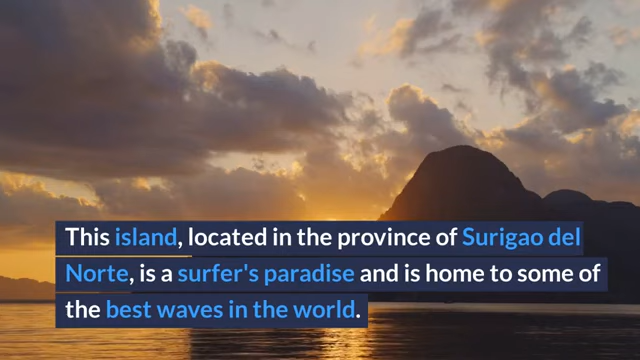 This island, located in the province of Surigao del
Norte, is a surfer's paradise and is home to some of
the best waves in the world.